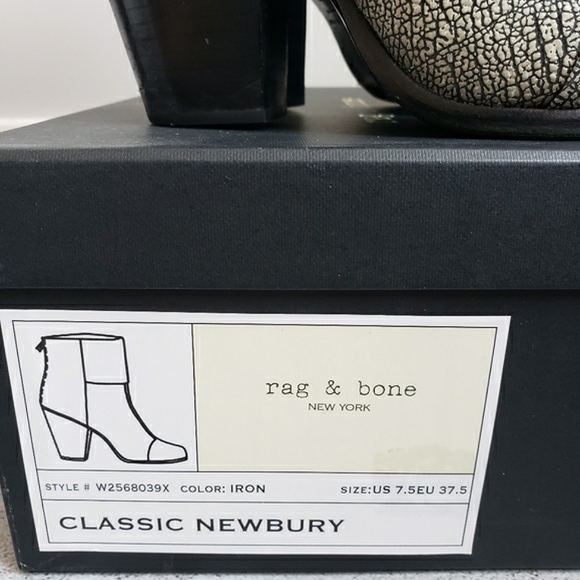 rag & bone
NEW YORK
STYLE # W2568039X COLOR: IRON SIZE:US 7.5EU 37.5
CLASSIC NEWBURY